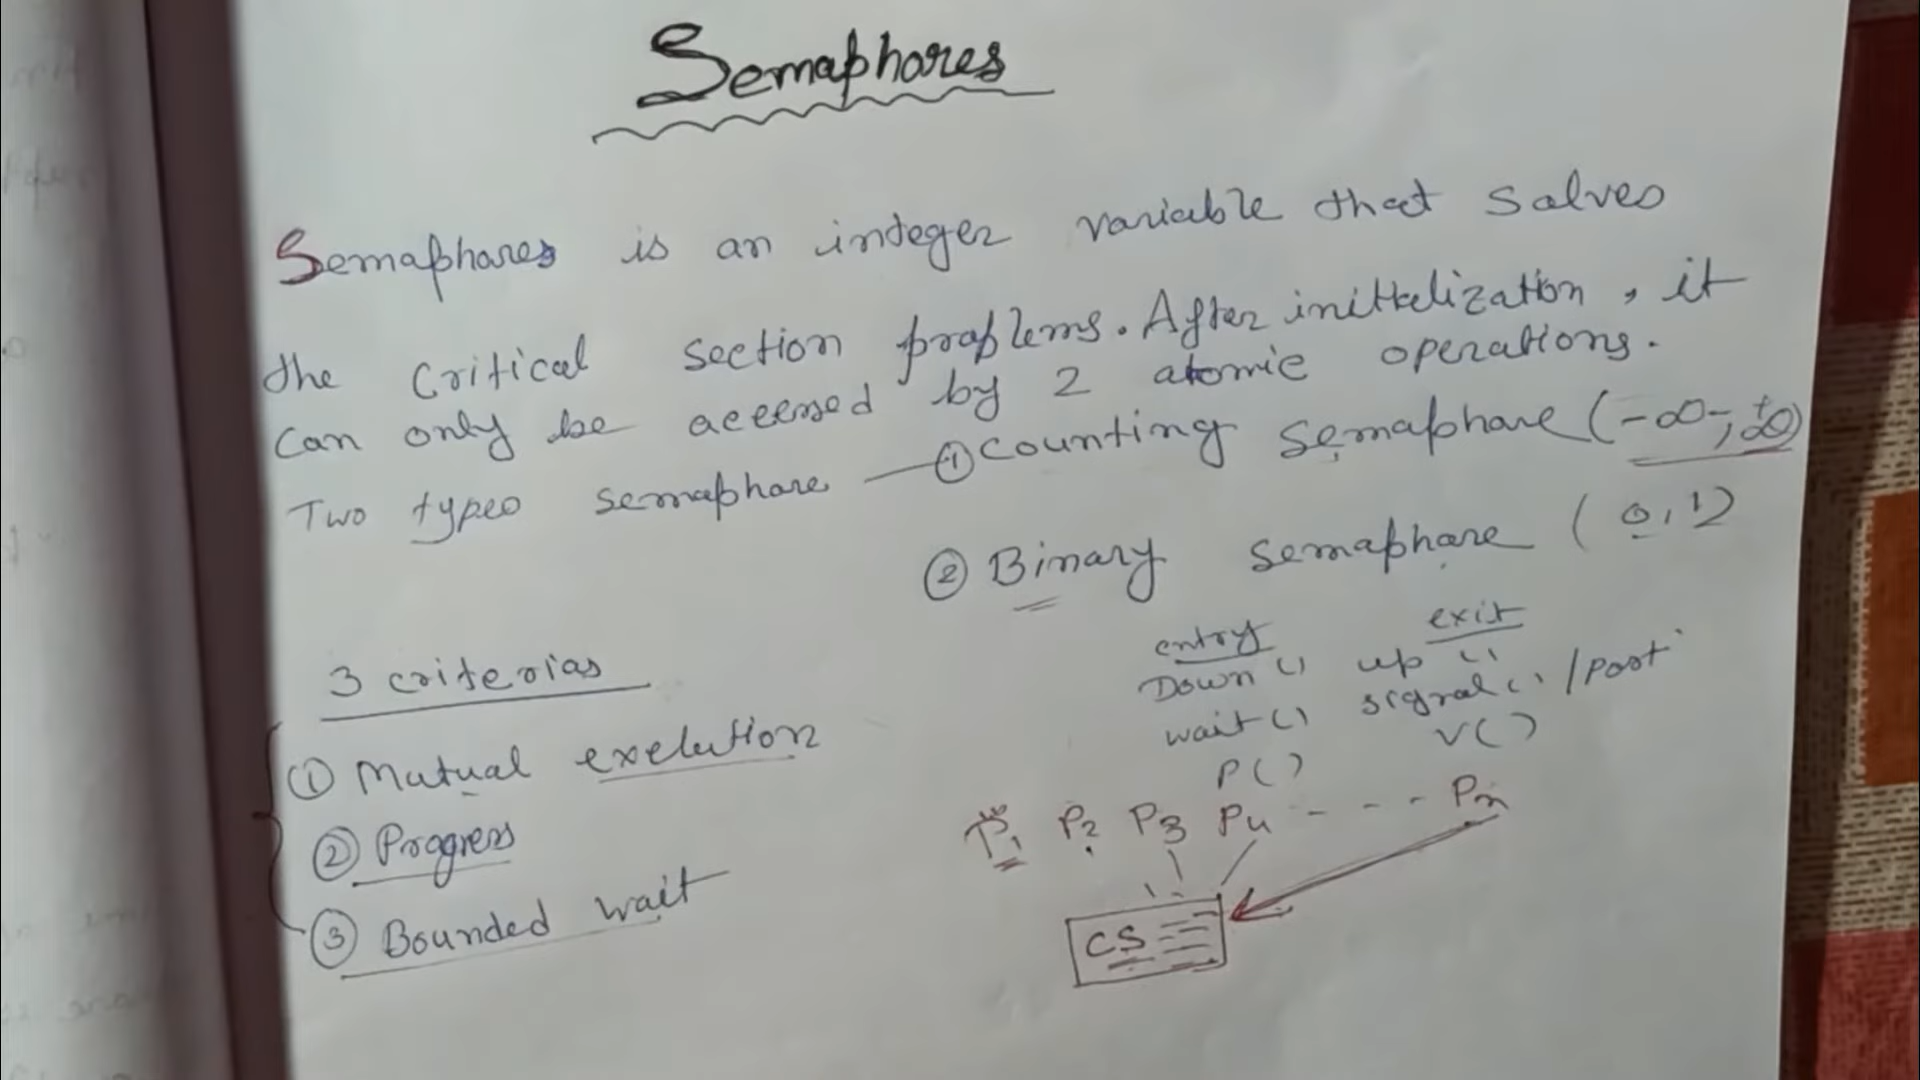 Semaphores
Semaphores is an integer variable that solves
the critical section problems. After initialization, it
can only be accessed by 2 atomic operations.
Two types semaphore — ① Counting semaphore (-∞, +∞)
② Binary semaphore (0,1)
3 criterias
① Mutual exclution
② Progress
③ Bounded wait
entry exit
Down () up ()
wait () signal () / post
P() V()
P1 P2 P3 P4 - - - Pn
CS